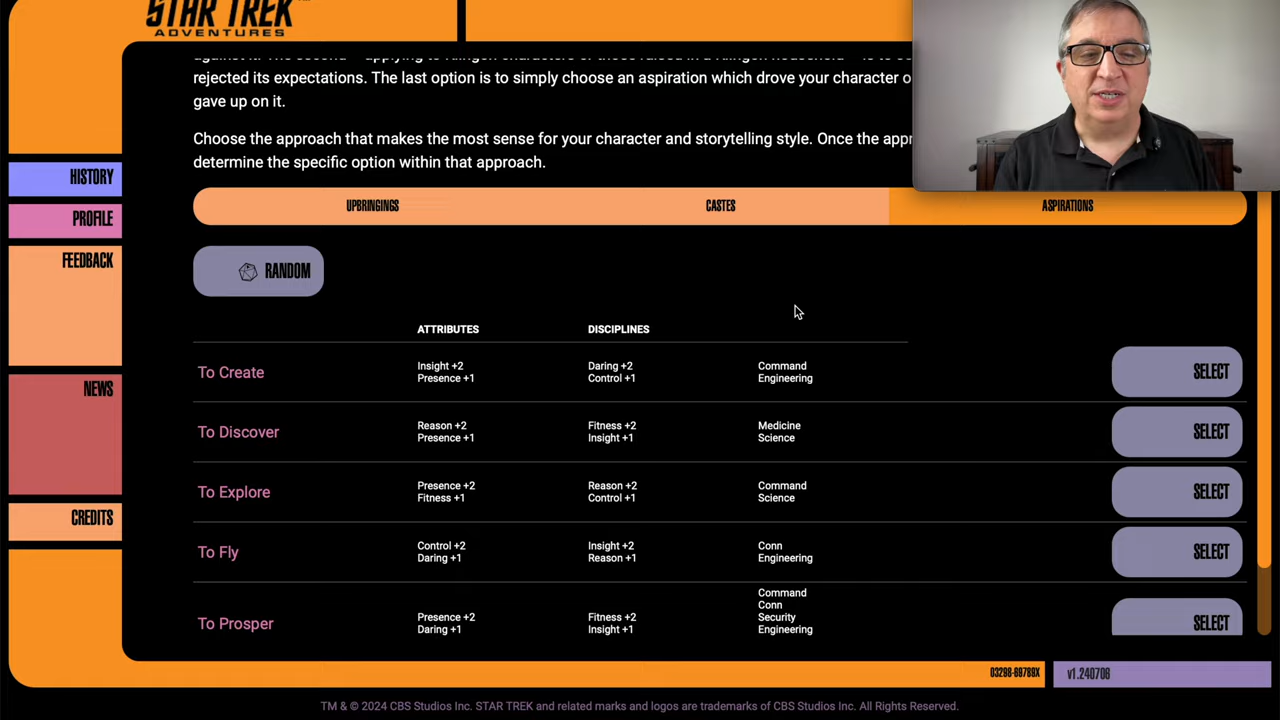 STAR TREK
ADVENTURES
rejected its expectations. The last option is to simply choose an aspiration which drove your character o
gave up on it.
Choose the approach that makes the most sense for your character and storytelling style. Once the appr
determine the specific option within that approach.
HISTORY
PROFILE
FEEDBACK
NEWS
CREDITS
UPBRINGINGS
CASTES
ASPIRATIONS
RANDOM
ATTRIBUTES
DISCIPLINES
To Create
Insight +2
Presence +1
Daring +2
Control +1
Command
Engineering
SELECT
To Discover
Reason +2
Presence +1
Fitness +2
Insight +1
Medicine
Science
SELECT
To Explore
Presence +2
Fitness +1
Reason +2
Control +1
Command
Science
SELECT
To Fly
Control +2
Daring +1
Insight +2
Reason +1
Conn
Engineering
SELECT
To Prosper
Presence +2
Daring +1
Fitness +2
Insight +1
Command
Conn
Security
Engineering
SELECT
v1.240706
TM & © 2024 CBS Studios Inc. STAR TREK and related marks and logos are trademarks of CBS Studios Inc. All Rights Reserved.